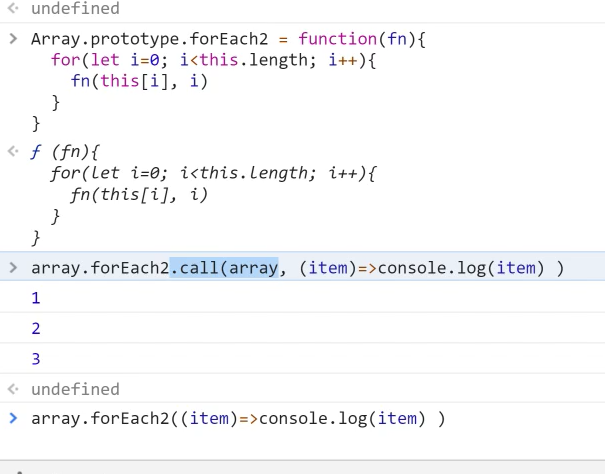 undefined
Array.prototype.forEach2 = function(fn){
  for(let i=0; i<this.length; i++){
    fn(this[i], i)
  }
}
ƒ (fn){
  for(let i=0; i<this.length; i++){
    fn(this[i], i)
  }
}
array.forEach2.call(array, (item)=>console.log(item) )
1
2
3
undefined
array.forEach2((item)=>console.log(item) )